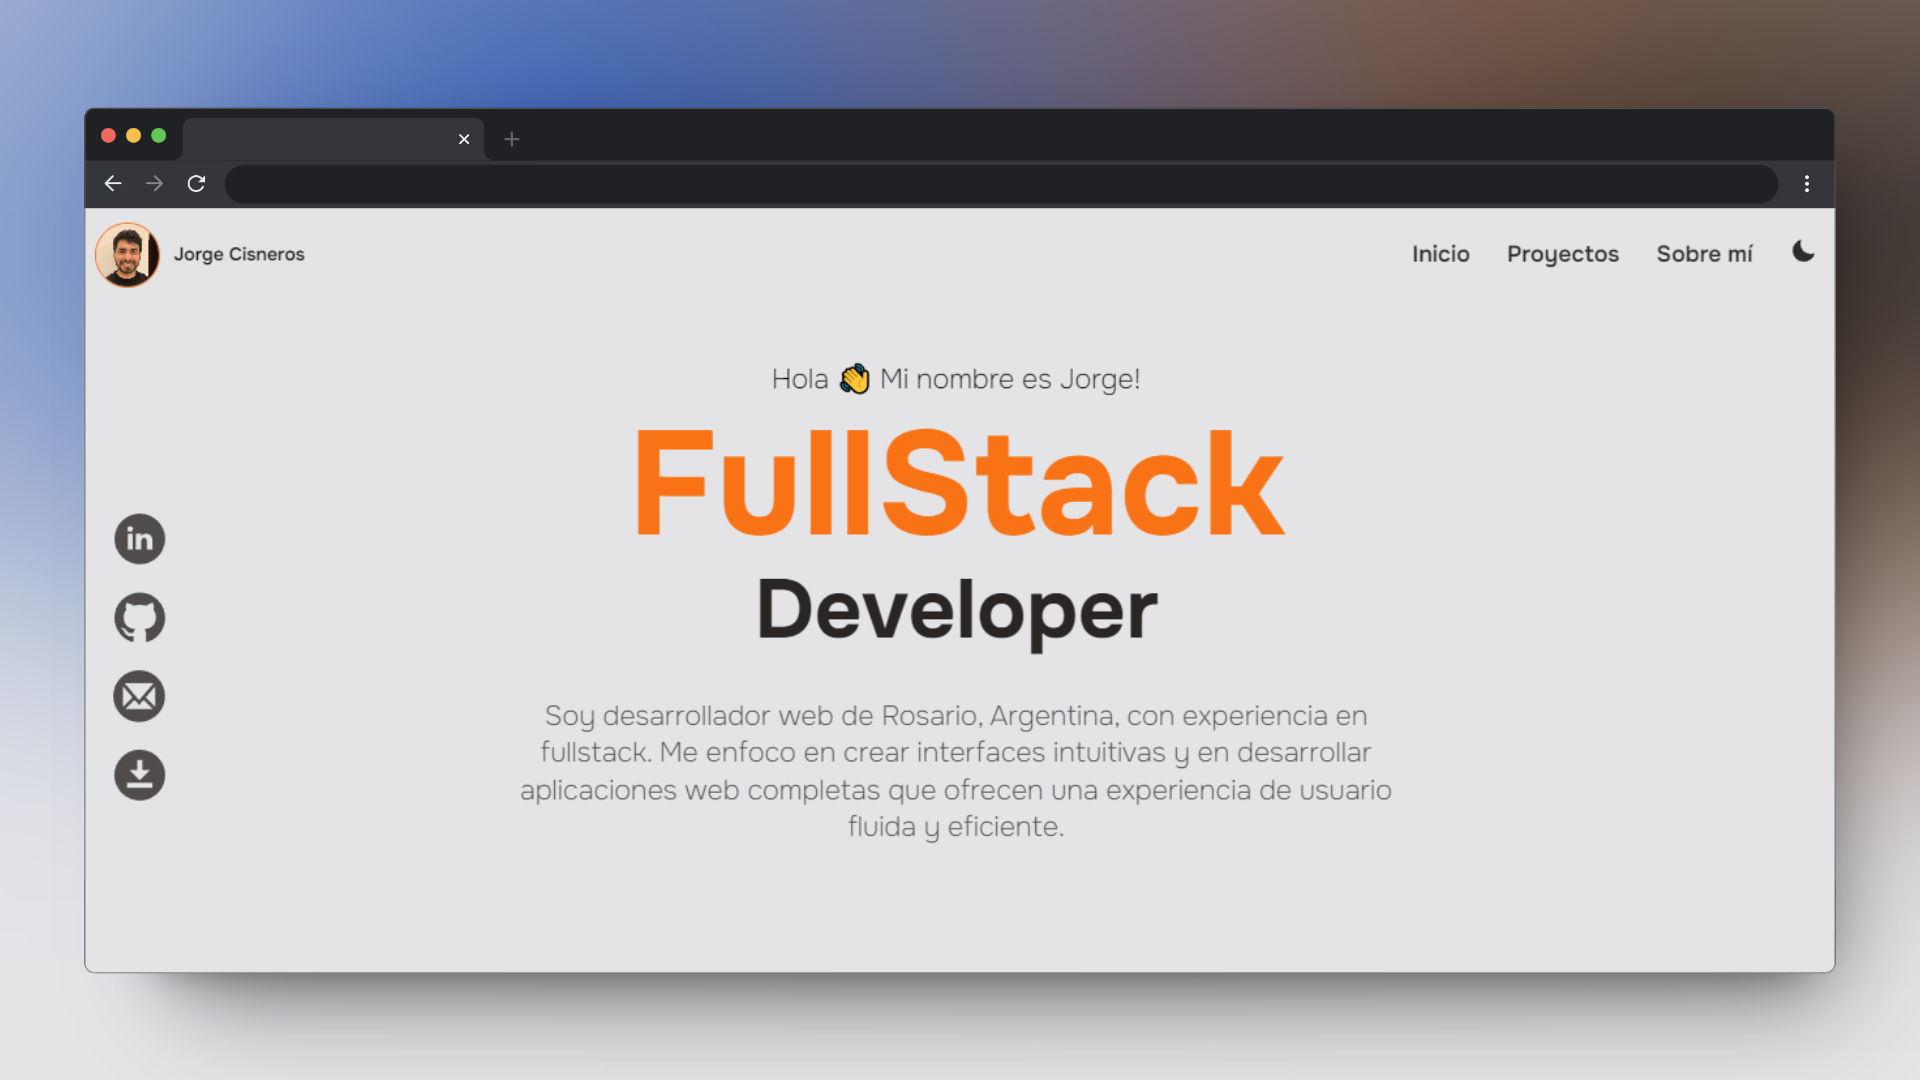 Jorge Cisneros
Inicio Proyectos Sobre mí
Hola 👋 Mi nombre es Jorge!
FullStack
Developer
in
Soy desarrollador web de Rosario, Argentina, con experiencia en
fullstack. Me enfoco en crear interfaces intuitivas y en desarrollar
aplicaciones web completas que ofrecen una experiencia de usuario
fluida y eficiente.